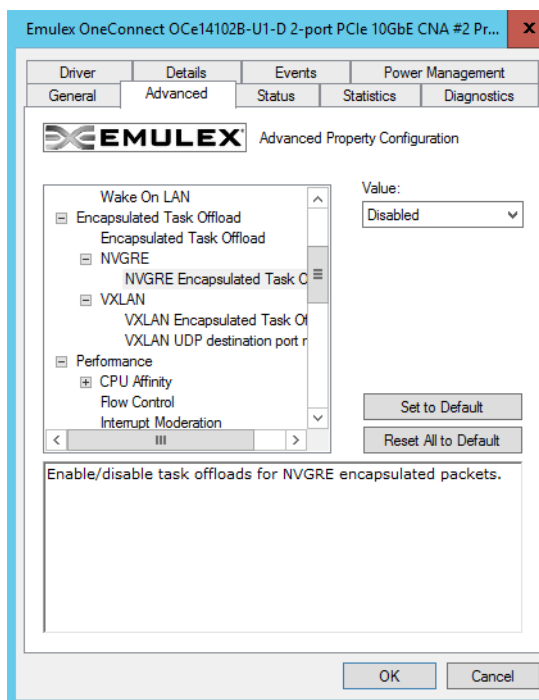 Emulex OneConnect OCe14102B-U1-D 2-port PCIe 10GbE CNA #2 Pr... x
Driver Details Events Power Management
General Advanced Status Statistics Diagnostics
EMULEX Advanced Property Configuration
Value:
Disabled
Wake On LAN
Encapsulated Task Offload
Encapsulated Task Offload
NVGRE
NVGRE Encapsulated Task O
VXLAN
VXLAN Encapsulated Task Of
VXLAN UDP destination port r
Performance
CPU Affinity
Flow Control
Interrupt Moderation
Set to Default
Reset All to Default
Enable/disable task offloads for NVGRE encapsulated packets.
OK Cancel